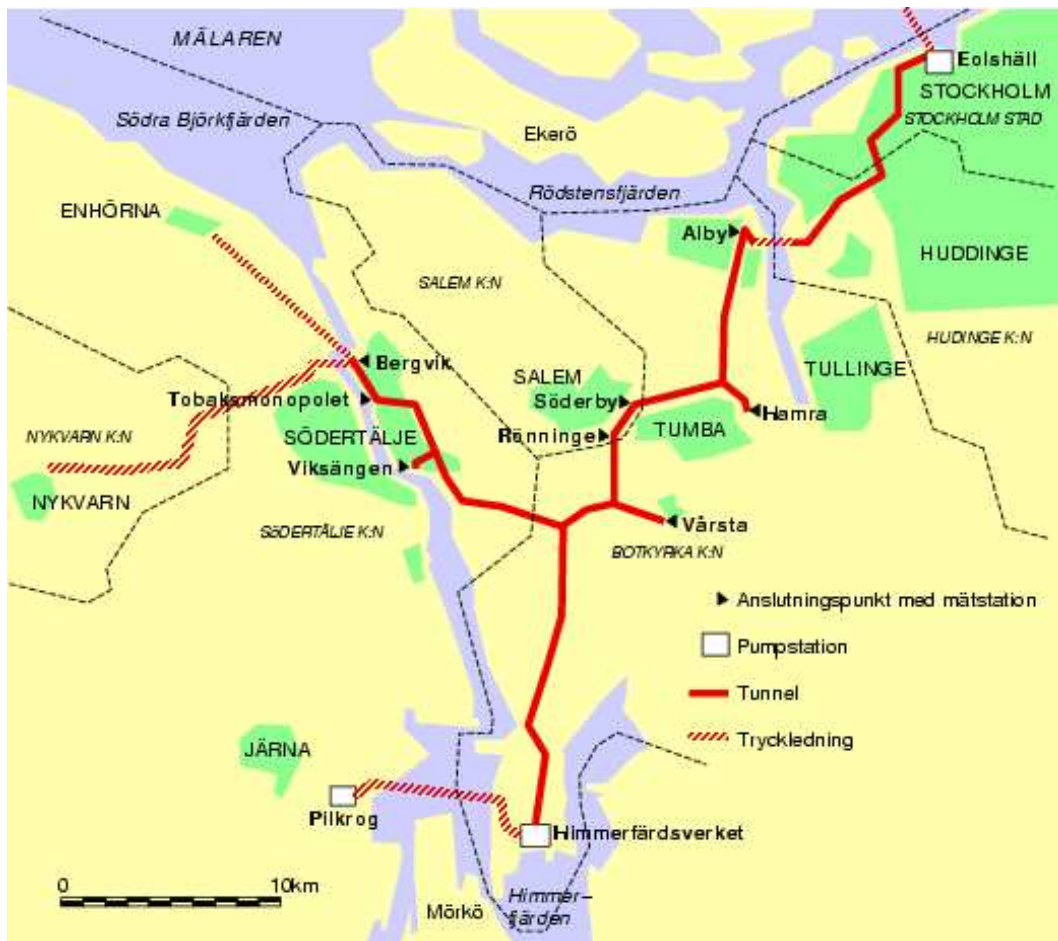 MÄLAREN
Eolshäll
STOCKHOLM
STOCKHOLM STAD
Södra Björkfjärden
Ekerö
Rödstensfjärden
ENHÖRNA
Alby
HUDDINGE
SALEM K:N
HUDINGE K:N
Bergvik
TULLINGE
SALEM
Tobaksmonopolet
Söderby
Hamra
NYKVARN K:N
SÖDERTÄLJE
Rönninge
TUMBA
Viksängen
NYKVARN
Vårsta
SÖDERTÄLJE K:N
BOTKYRKA K:N
Anslutningspunkt med mätstation
Pumpstation
Tunnel
Tryckledning
JÄRNA
Pilkrog
Himmerfärdsverket
0 10km
Mörkö
Himmer–
fjärden